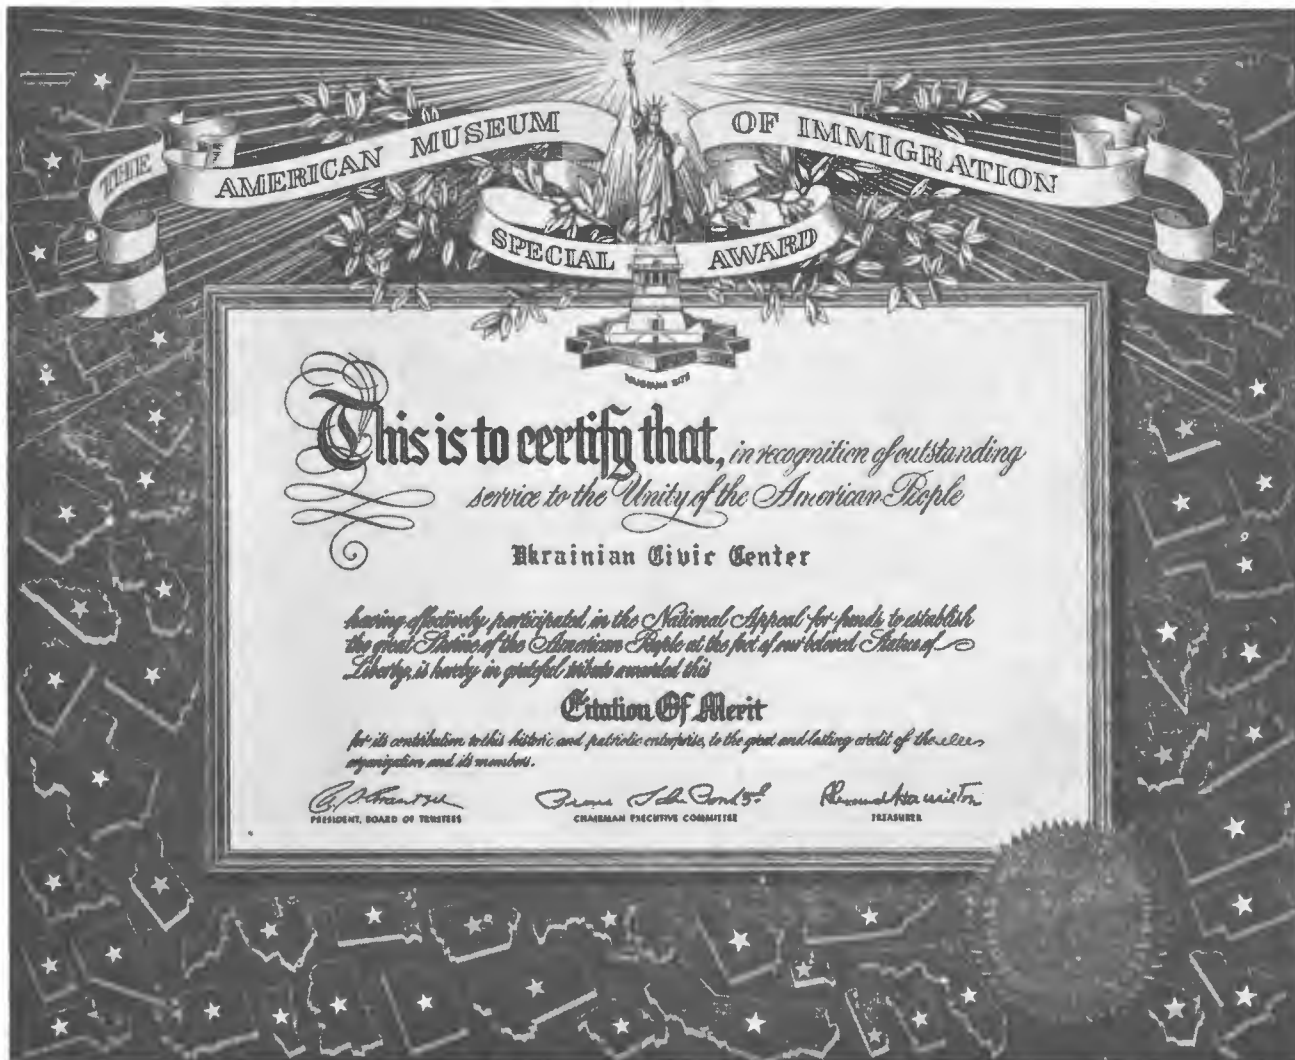 THE AMERICAN MUSEUM OF IMMIGRATION
SPECIAL AWARD
MUSEUM SITE
This is to certify that, in recognition of outstanding
service to the Unity of the American People
Ukrainian Civic Center
having effectively participated in the National Appeal for funds to establish
the great Shrine of the American People at the foot of our beloved Statue of
Liberty, is hereby in grateful tribute awarded this
Citation Of Merit
for its contribution to this historic and patriotic enterprise, to the great and lasting credit of the
organization and its members.
Alexander Hamilton
PRESIDENT, BOARD OF TRUSTEES
CHAIRMAN EXECUTIVE COMMITTEE
TREASURER